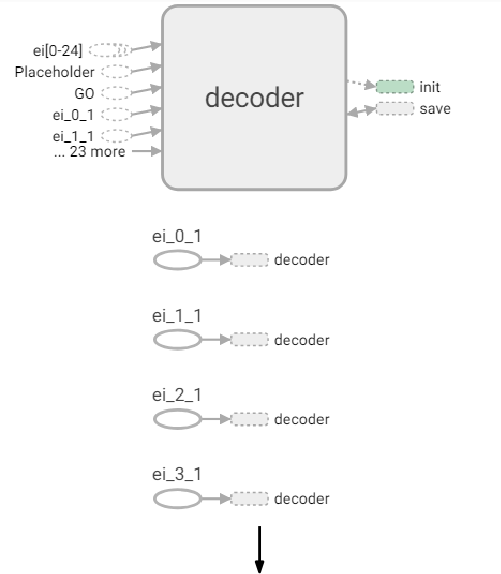 ei[0-24]
Placeholder
GO
ei_0_1
ei_1_1
... 23 more
decoder
init
save
ei_0_1
decoder
ei_1_1
decoder
ei_2_1
decoder
ei_3_1
decoder